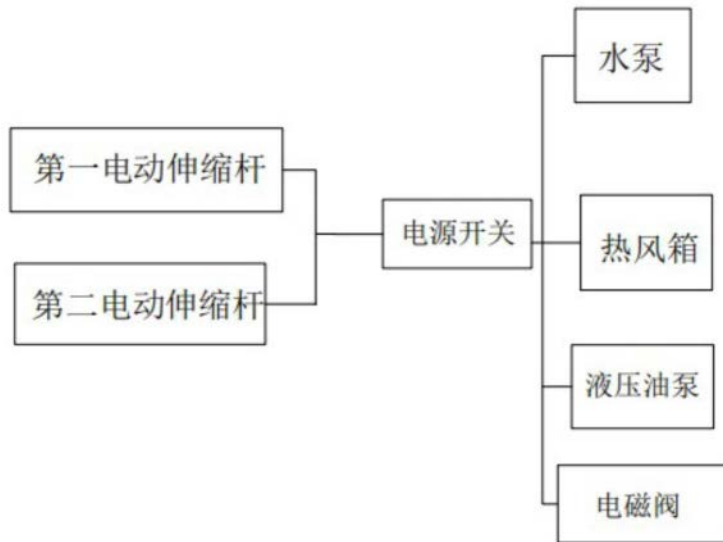 水泵
第一电动伸缩杆
电源开关
热风箱
第二电动伸缩杆
液压油泵
电磁阀